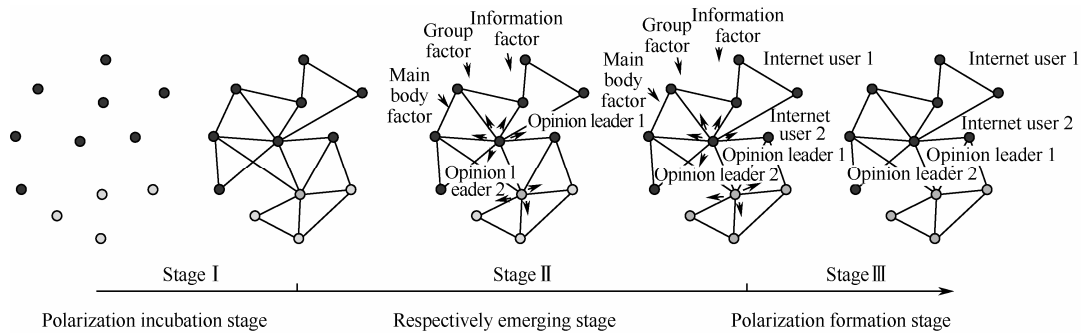 Information
factor
Group
factor
Main
body
factor
Opinion leader 1
Opinion 1
eader 2
Information
factor
Group
factor
Main
body
factor
Internet user 1
Internet
user 2
Opinion leader 1
Opinion leader 2
Internet user 1
Internet user 2
Opinion leader 1
Opinion leader 2
Stage Ⅰ
Stage Ⅱ
Stage Ⅲ
Polarization incubation stage
Respectively emerging stage
Polarization formation stage